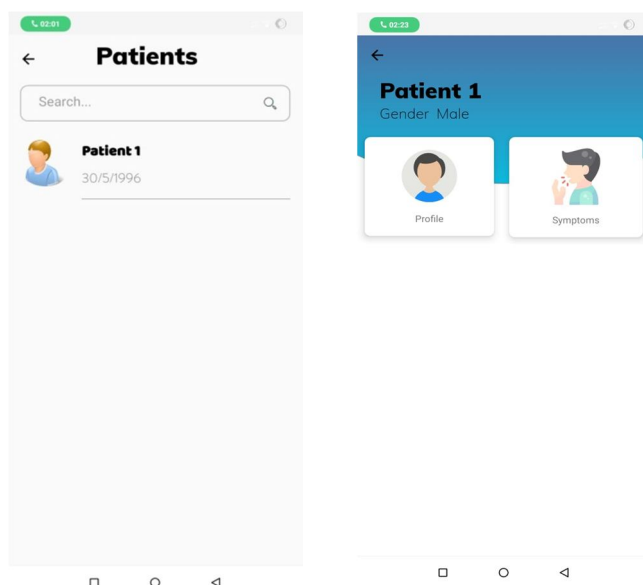 02:01
Patients
Search...
Patient 1
30/5/1996
02:23
Patient 1
Gender Male
Profile
Symptoms